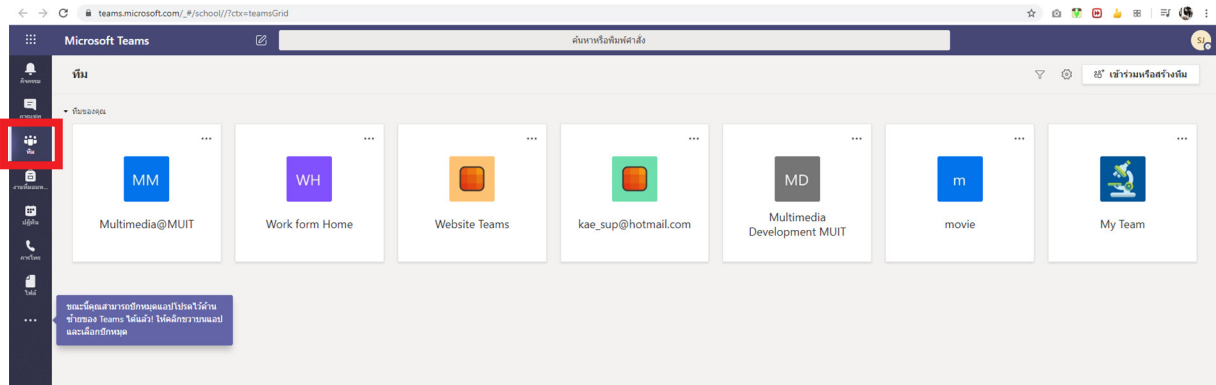 teams.microsoft.com/_#/school//?ctx=teamsGrid
Microsoft Teams
ค้นหาหรือพิมพ์คำสั่ง
SJ
กิจกรรม
ทีม
เข้าร่วมหรือสร้างทีม
การแชท
ทีมของคุณ
ทีม
งานที่มอบห...
ปฏิทิน
การโทร
ไฟล์
MM
WH
MD
m
Multimedia@MUIT
Work form Home
Website Teams
kae_sup@hotmail.com
Multimedia
Development MUIT
movie
My Team
ขณะนี้คุณสามารถปักหมุดแอปโปรดไว้ด้าน
ซ้ายของ Teams ได้แล้ว! ให้คลิกขวาบนแอป
และเลือกปักหมุด